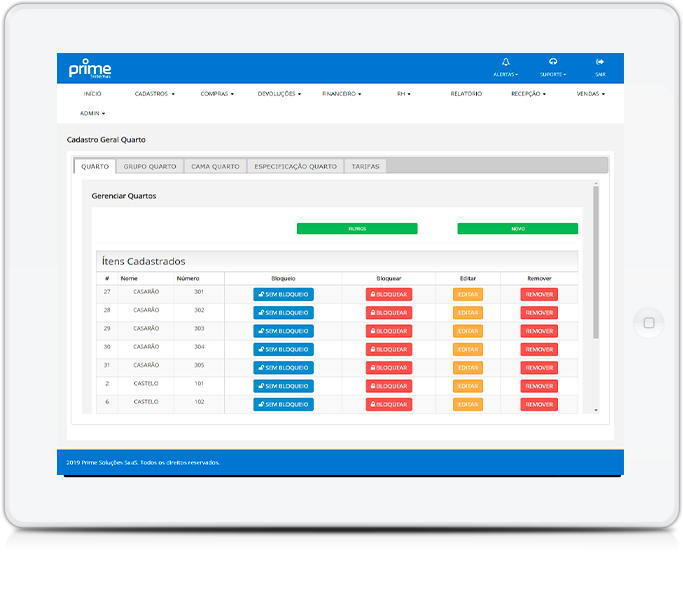 prime
Sistemas
ALERTAS
SUPORTE
SAIR
INÍCIO CADASTROS COMPRAS DEVOLUÇÕES FINANCEIRO RH RELATÓRIO RECEPÇÃO VENDAS
ADMIN
Cadastro Geral Quarto
QUARTO GRUPO QUARTO CAMA QUARTO ESPECIFICAÇÃO QUARTO TARIFAS
Gerenciar Quartos
FILTROS NOVO
Ítens Cadastrados
# Nome Número Bloqueio Bloquear Editar Remover
27 CASARÃO 301 SEM BLOQUEIO BLOQUEAR EDITAR REMOVER
28 CASARÃO 302 SEM BLOQUEIO BLOQUEAR EDITAR REMOVER
29 CASARÃO 303 SEM BLOQUEIO BLOQUEAR EDITAR REMOVER
30 CASARÃO 304 SEM BLOQUEIO BLOQUEAR EDITAR REMOVER
31 CASARÃO 305 SEM BLOQUEIO BLOQUEAR EDITAR REMOVER
2 CASTELO 101 SEM BLOQUEIO BLOQUEAR EDITAR REMOVER
6 CASTELO 102 SEM BLOQUEIO BLOQUEAR EDITAR REMOVER
2019 Prime Soluções SaaS. Todos os direitos reservados.